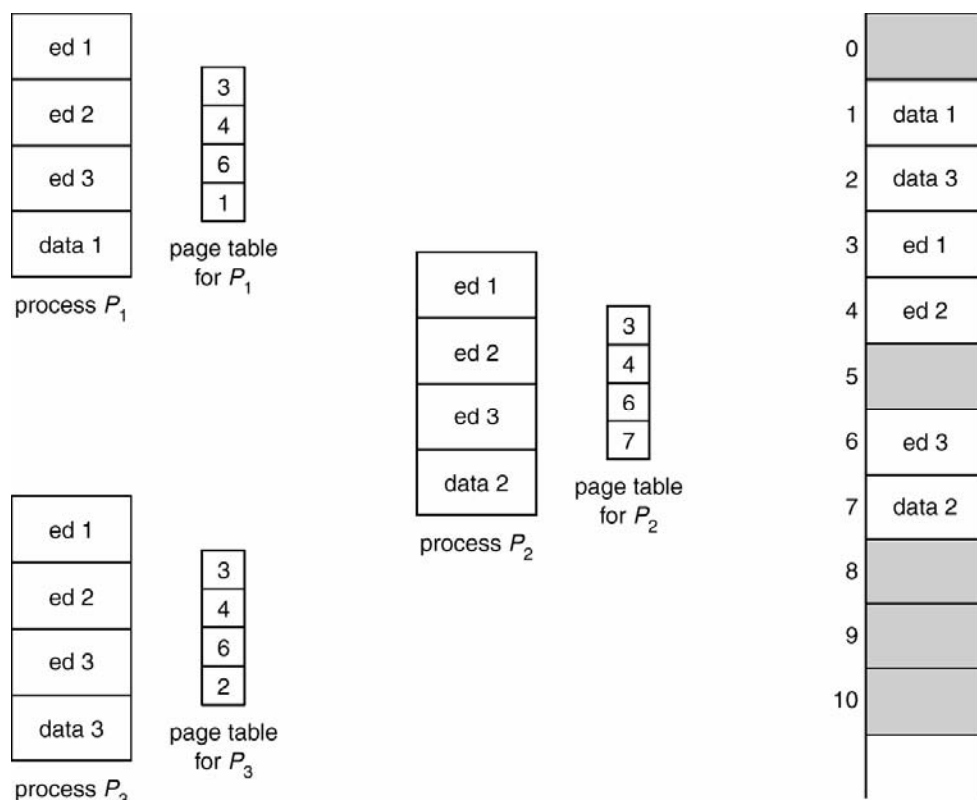 ed 1
ed 2
ed 3
data 1
process P1
3
4
6
1
page table
for P1
ed 1
ed 2
ed 3
data 2
process P2
3
4
6
7
page table
for P2
ed 1
ed 2
ed 3
data 3
process P3
3
4
6
2
page table
for P3
0
1 data 1
2 data 3
3 ed 1
4 ed 2
5
6 ed 3
7 data 2
8
9
10